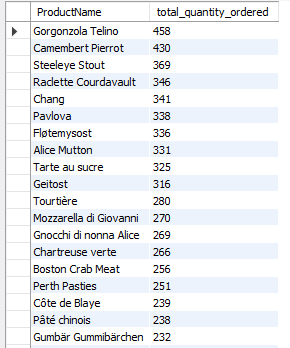 ProductName total_quantity_ordered
Gorgonzola Telino 458
Camembert Pierrot 430
Steeleye Stout 369
Raclette Courdavault 346
Chang 341
Pavlova 338
Fløtemysost 336
Alice Mutton 331
Tarte au sucre 325
Geitost 316
Tourtière 280
Mozzarella di Giovanni 270
Gnocchi di nonna Alice 269
Chartreuse verte 266
Boston Crab Meat 256
Perth Pasties 251
Côte de Blaye 239
Pâté chinois 238
Gumbär Gummibärchen 232